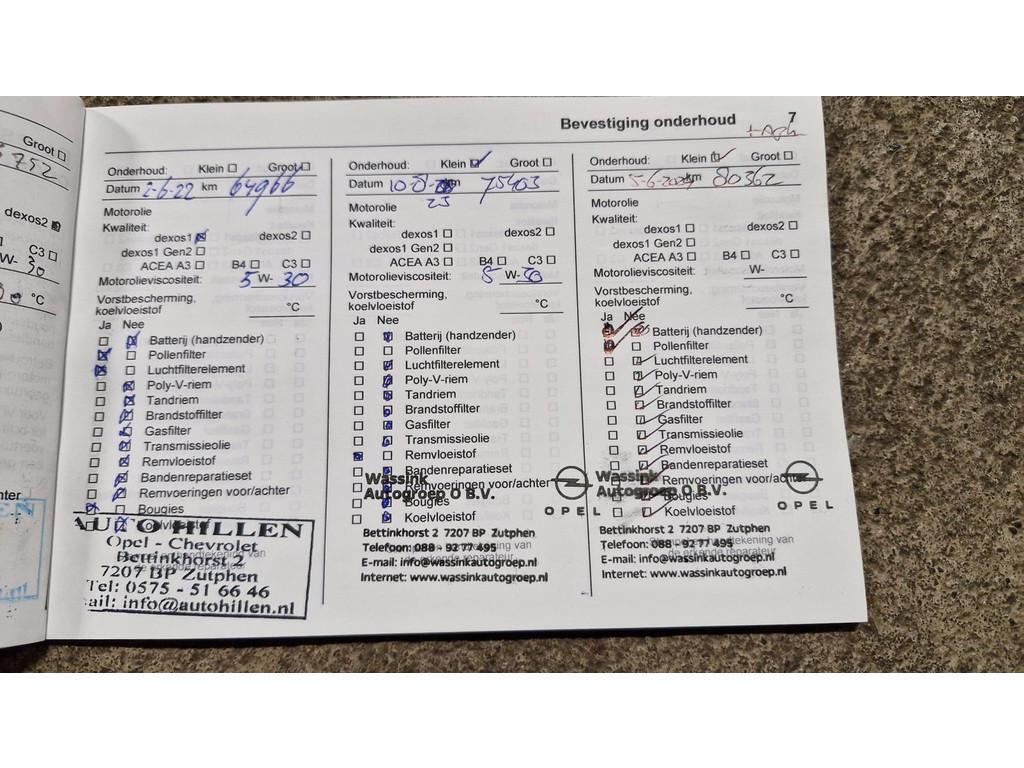 Groot
752
dexos2
C3
W- 30
°C
Bevestiging onderhoud 7
Onderhoud: Klein Groot
Datum 2-6-22 km 64966
Motorolie
Kwaliteit:
dexos1 dexos2
dexos1 Gen2
ACEA A3 B4 C3
Motorolieviscositeit: 5 W- 30
Vorstbescherming,
koelvloeistof °C
Ja Nee
Batterij (handzender)
Pollenfilter
Luchtfilterelement
Poly-V-riem
Tandriem
Brandstoffilter
Gasfilter
Transmissieolie
Remvloeistof
Bandenreparatieset
Remvoeringen voor/achter
Bougies
Koelvloeistof
AUTO HILLEN
Opel - Chevrolet
Bettinkhorst 2
7207 BP Zutphen
Tel: 0575 - 51 66 46
ail: info@autohillen.nl
Onderhoud: Klein Groot
Datum 10-8- km 75403
23
Motorolie
Kwaliteit:
dexos1 dexos2
dexos1 Gen2
ACEA A3 B4 C3
Motorolieviscositeit: 5 W-30
Vorstbescherming,
koelvloeistof °C
Ja Nee
Batterij (handzender)
Pollenfilter
Luchtfilterelement
Poly-V-riem
Tandriem
Brandstoffilter
Gasfilter
Transmissieolie
Remvloeistof
Bandenreparatieset
Remvoeringen voor/achter
Bougies
Koelvloeistof
Wassink
Autogroep O B.V.
OPEL
Bettinkhorst 2 7207 BP Zutphen
Telefoon: 088 - 92 77 495
E-mail: info@wassinkautogroep.nl
Internet: www.wassinkautogroep.nl
Onderhoud: Klein Groot
Datum 5-6-2024 km 80362
Motorolie
Kwaliteit:
dexos1 dexos2
dexos1 Gen2
ACEA A3 B4 C3
Motorolieviscositeit: W-
Vorstbescherming,
koelvloeistof °C
Ja Nee
Batterij (handzender)
Pollenfilter
Luchtfilterelement
Poly-V-riem
Tandriem
Brandstoffilter
Gasfilter
Transmissieolie
Remvloeistof
Bandenreparatieset
Remvoeringen voor/achter
Bougies
Koelvloeistof
Wassink
Autogroep O B.V.
OPEL
Bettinkhorst 2 7207 BP Zutphen
Telefoon: 088 - 92 77 495
E-mail: info@wassinkautogroep.nl
Internet: www.wassinkautogroep.nl